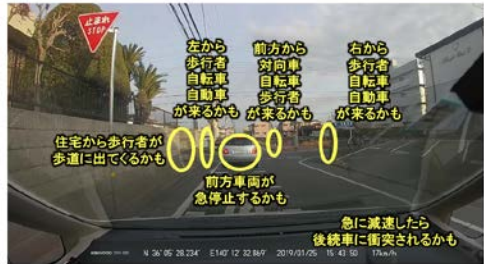 止まれ
STOP
左から
歩行者
自転車
自動車
が来るかも
前方から
対向車
自転車
歩行者
が来るかも
右から
歩行者
自転車
自動車
が来るかも
住宅から歩行者が
歩道に出てくるかも
前方車両が
急停止するかも
急に減速したら
後続車に衝突されるかも
N 36°05'28.234" E140°12'32.869" 2019/01/25 15:43:50 17km/h